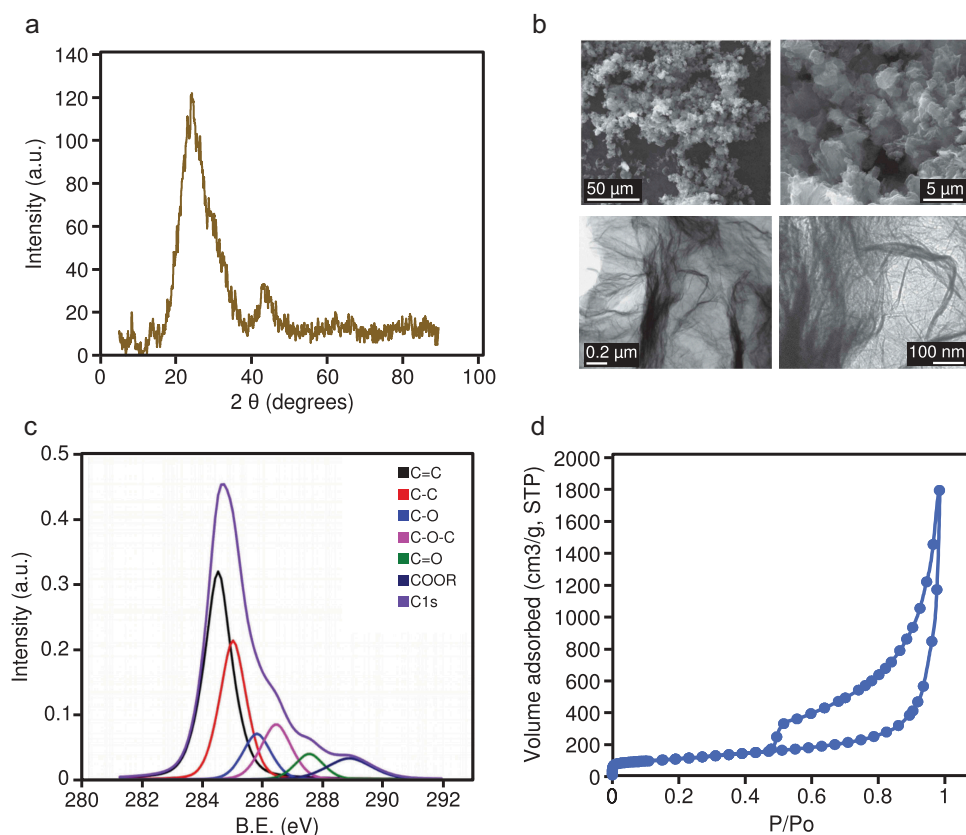 a
140
120
100
80
60
40
20
0
Intensity (a.u.)
0 20 40 60 80 100
2 θ (degrees)
b
50 µm
5 µm
0.2 µm
100 nm
c
0.5
0.4
0.3
0.2
0.1
0
Intensity (a.u.)
C=C
C-C
C-O
C-O-C
C=O
COOR
C1s
280 282 284 286 288 290 292
B.E. (eV)
d
2000
1800
1600
1400
1200
1000
800
600
400
200
0
Volume adsorbed (cm3/g, STP)
0 0.2 0.4 0.6 0.8 1
P/Po